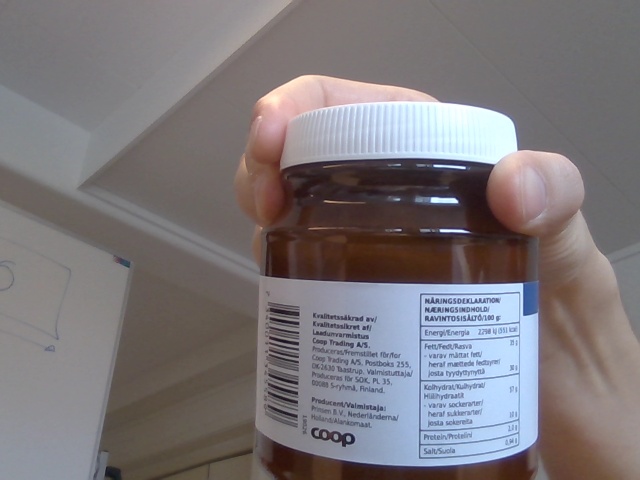 Kvalitetssäkrad av/
Kvalitetssikret af/
Laadunvarmistus
Coop Trading A/S.
Produceras/Fremstillet för/for
Coop Trading A/S, Postboks 255,
DK-2630 Taastrup. Valmistuttaja/
Produceras för SOK, PL 35,
00088 S-ryhmä, Finland.
Producent/Valmistaja:
B.V., Nederländerna/
Holland/Alankomaat.
coop
NÄRINGSDEKLARATION/
NÆRINGSINDHOLD/
RAVINTOSISÄLTÖ/100 g:
Energi/Energia 2298 kJ
Fett/Fedt/Rasva
- varav mättat fett/
heraf mættede fedtsyrer/
josta tyydyttynyttä
Kolhydrat/Kulhydrat/
Hiilihydraatit
- varav sockerarter/
heraf sukkerarter/
josta sokereita
Protein/Proteiini
Salt/Suola